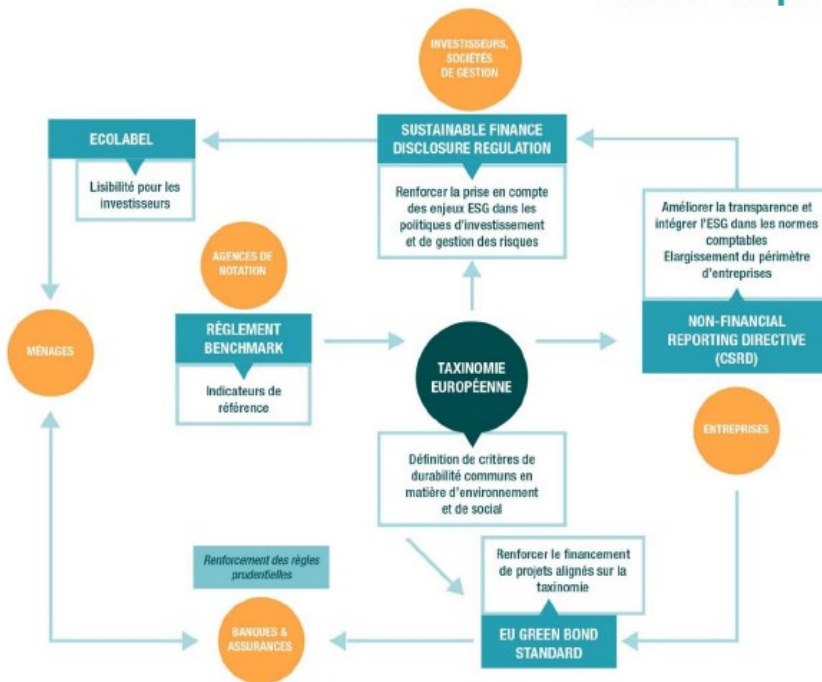 INVESTISSEURS,
SOCIÉTÉS
DE GESTION
ECOLABEL
Lisibilité pour les
investisseurs
SUSTAINABLE FINANCE
DISCLOSURE REGULATION
Renforcer la prise en compte
des enjeux ESG dans les
politiques d'investissement
et de gestion des risques
Améliorer la transparence et
intégrer l'ESG dans les normes
comptables
Elargissement du périmètre
d'entreprises
NON-FINANCIAL
REPORTING DIRECTIVE
(CSRD)
AGENCES DE
NOTATION
RÈGLEMENT
BENCHMARK
Indicateurs de
référence
MÉNAGES
TAXINOMIE
EUROPÉENNE
Définition de critères de
durabilité communs en
matière d'environnement
et de social
ENTREPRISES
Renforcement des règles
prudentielles
BANQUES &
ASSURANCES
Renforcer le financement
de projets alignés sur la
taxinomie
EU GREEN BOND
STANDARD